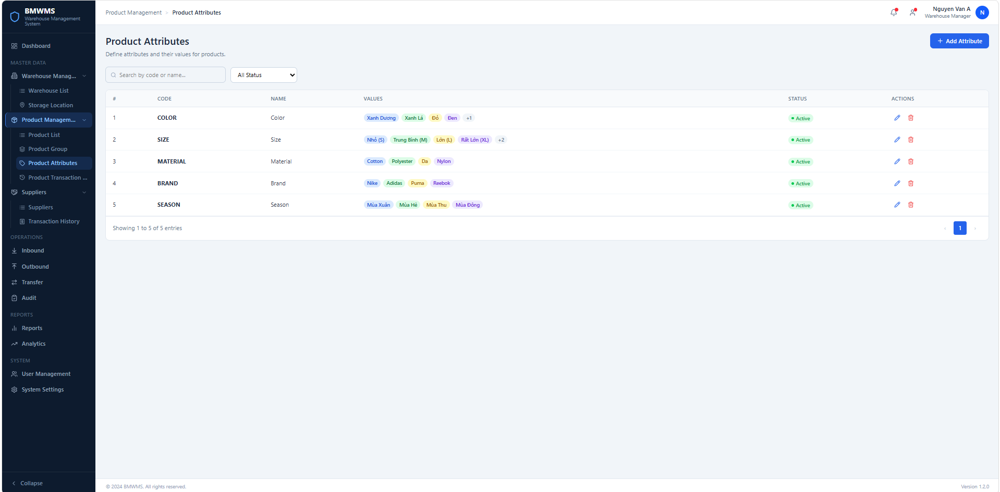 BMWMS
Warehouse Management
System
Dashboard
MASTER DATA
Warehouse Manag...
Warehouse List
Storage Location
Product Managem...
Product List
Product Group
Product Attributes
Product Transaction ...
Suppliers
Suppliers
Transaction History
OPERATIONS
Inbound
Outbound
Transfer
Audit
REPORTS
Reports
Analytics
SYSTEM
User Management
System Settings
Collapse
Product Management > Product Attributes
Nguyen Van A
Warehouse Manager
N
Product Attributes
Define attributes and their values for products.
+ Add Attribute
Search by code or name...
All Status
# CODE NAME VALUES STATUS ACTIONS
1 COLOR Color Xanh Dương Xanh Lá Đỏ Đen +1 Active
2 SIZE Size Nhỏ (S) Trung Bình (M) Lớn (L) Rất Lớn (XL) +2 Active
3 MATERIAL Material Cotton Polyester Da Nylon Active
4 BRAND Brand Nike Adidas Puma Reebok Active
5 SEASON Season Mùa Xuân Mùa Hè Mùa Thu Mùa Đông Active
Showing 1 to 5 of 5 entries
‹ 1 ›
© 2024 BMWMS. All rights reserved.
Version 1.2.0